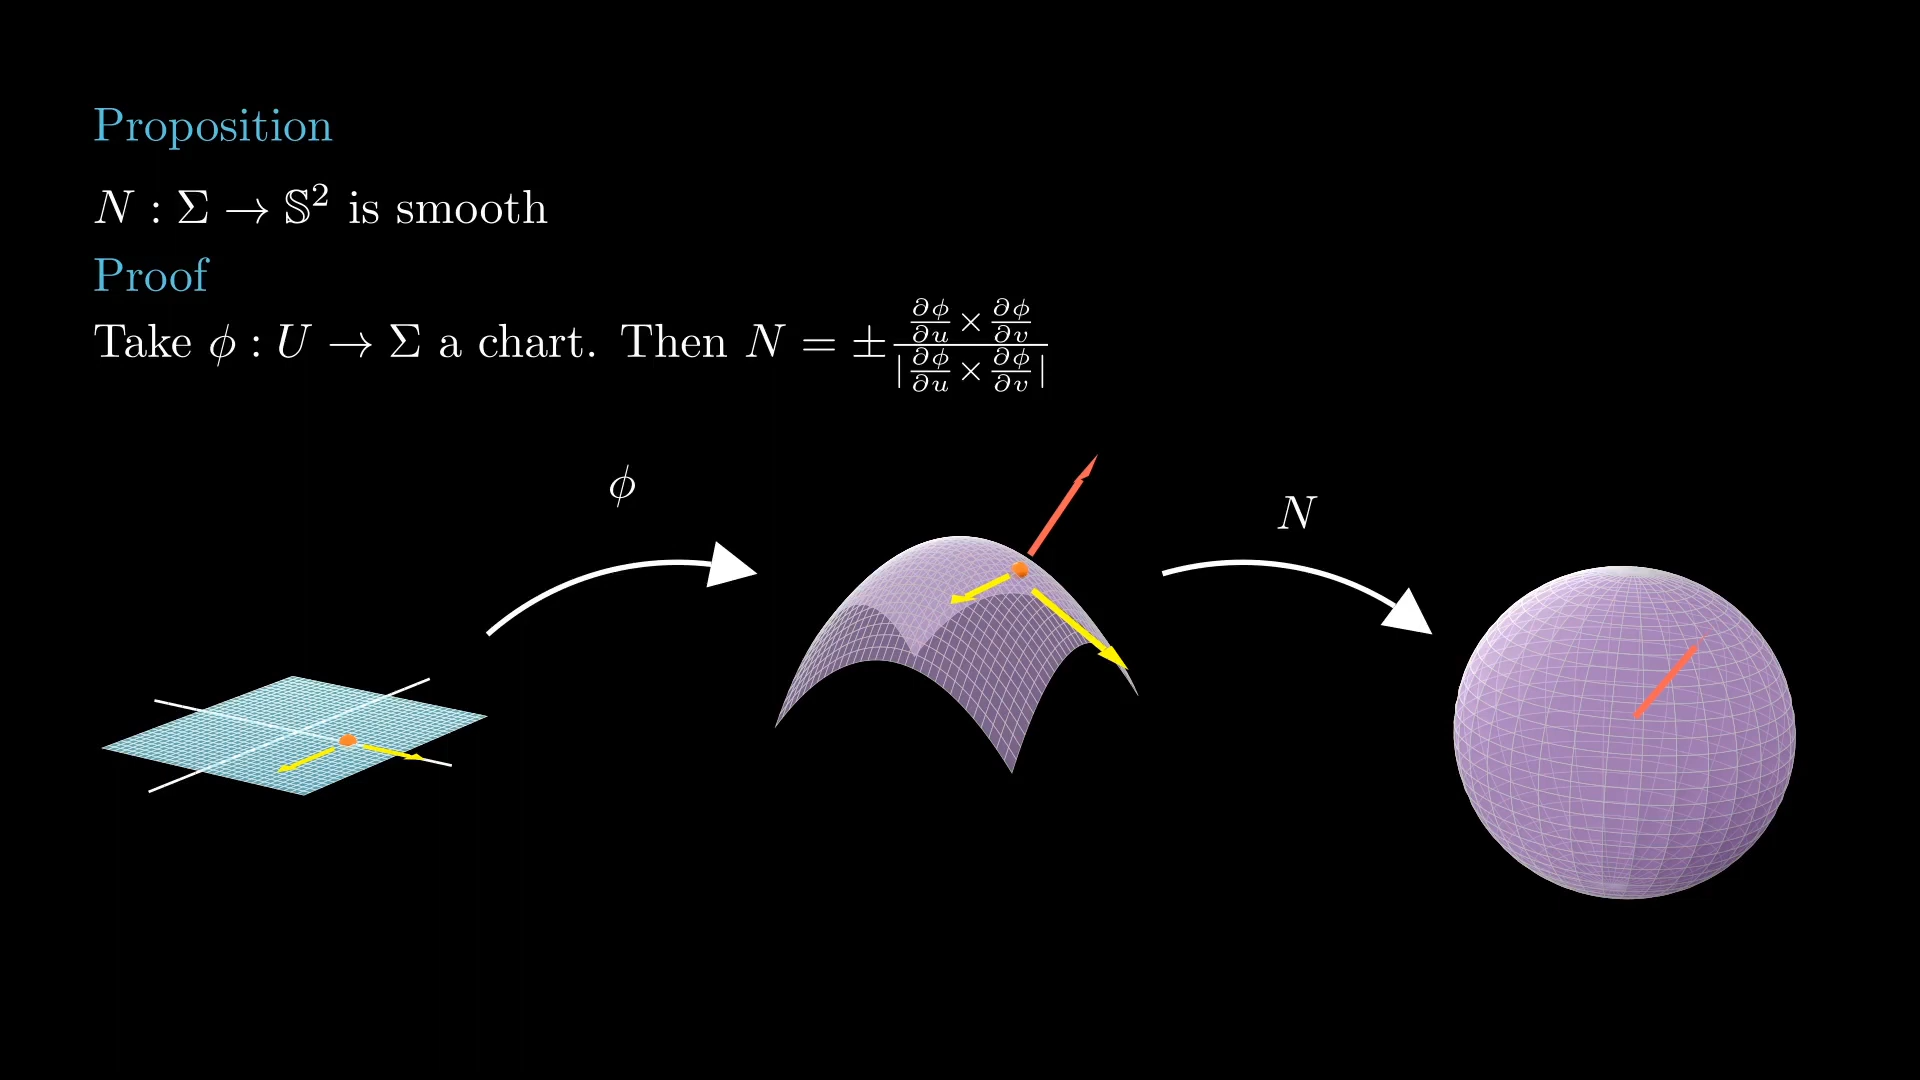 Proposition
N : Σ → 𝕊² is smooth
Proof
Take ϕ : U → Σ a chart. Then N = ± (∂ϕ/∂u × ∂ϕ/∂v) / |∂ϕ/∂u × ∂ϕ/∂v|
ϕ
N